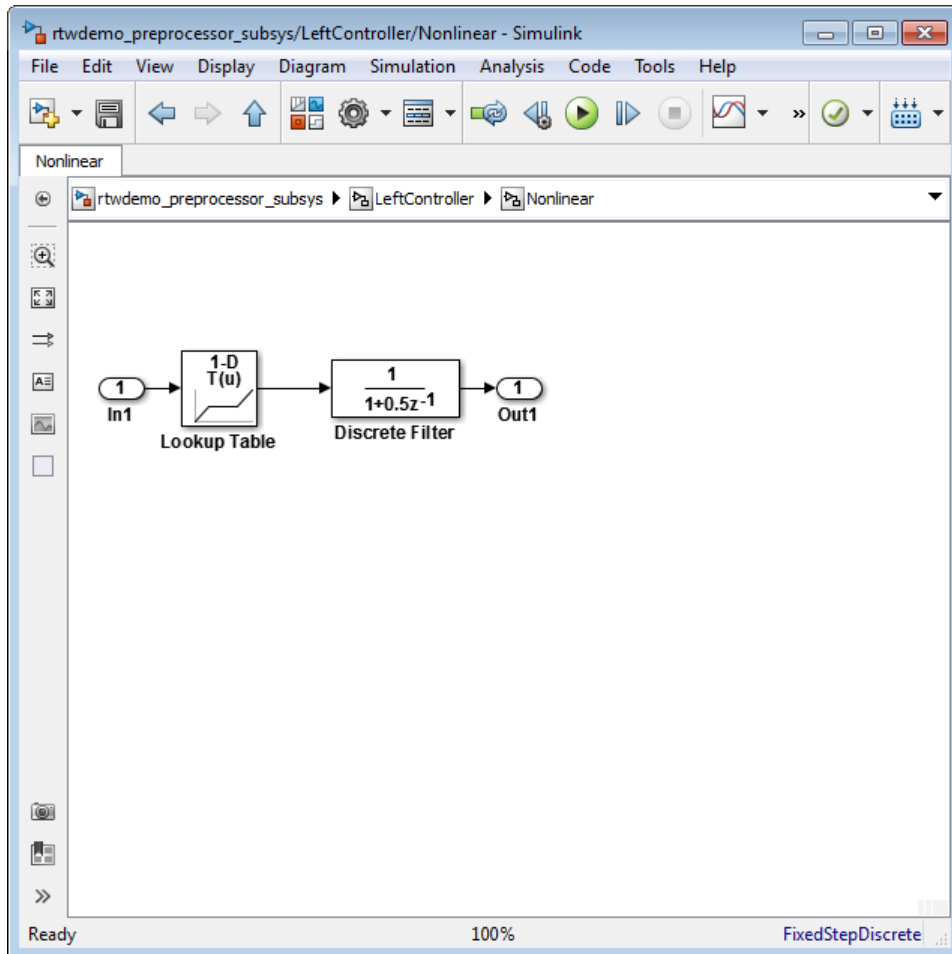 rtwdemo_preprocessor_subsys/LeftController/Nonlinear - Simulink
File Edit View Display Diagram Simulation Analysis Code Tools Help
Nonlinear
rtwdemo_preprocessor_subsys LeftController Nonlinear
1
In1
1-D
T(u)
Lookup Table
1
1+0.5z-1
Discrete Filter
1
Out1
Ready 100% FixedStepDiscrete